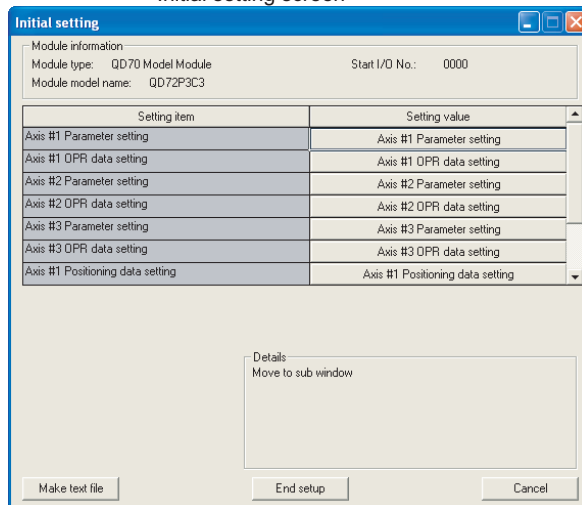 Initial setting screen
Initial setting
Module information
Module type: QD70 Model Module Start I/O No.: 0000
Module model name: QD72P3C3
Setting item Setting value
Axis #1 Parameter setting Axis #1 Parameter setting
Axis #1 OPR data setting Axis #1 OPR data setting
Axis #2 Parameter setting Axis #2 Parameter setting
Axis #2 OPR data setting Axis #2 OPR data setting
Axis #3 Parameter setting Axis #3 Parameter setting
Axis #3 OPR data setting Axis #3 OPR data setting
Axis #1 Positioning data setting Axis #1 Positioning data setting
Details
Move to sub window
Make text file End setup Cancel